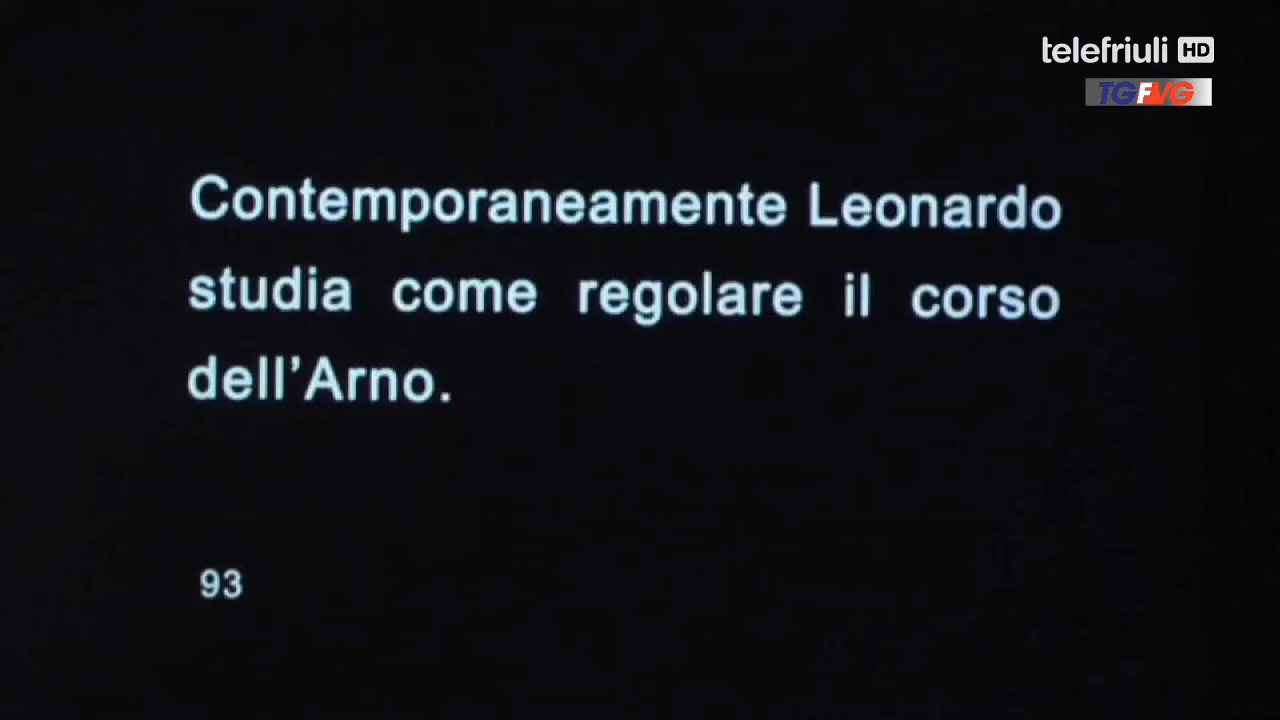 telefriuli HD
TGFVG
Contemporaneamente Leonardo
studia come regolare il corso
dell’Arno.
93